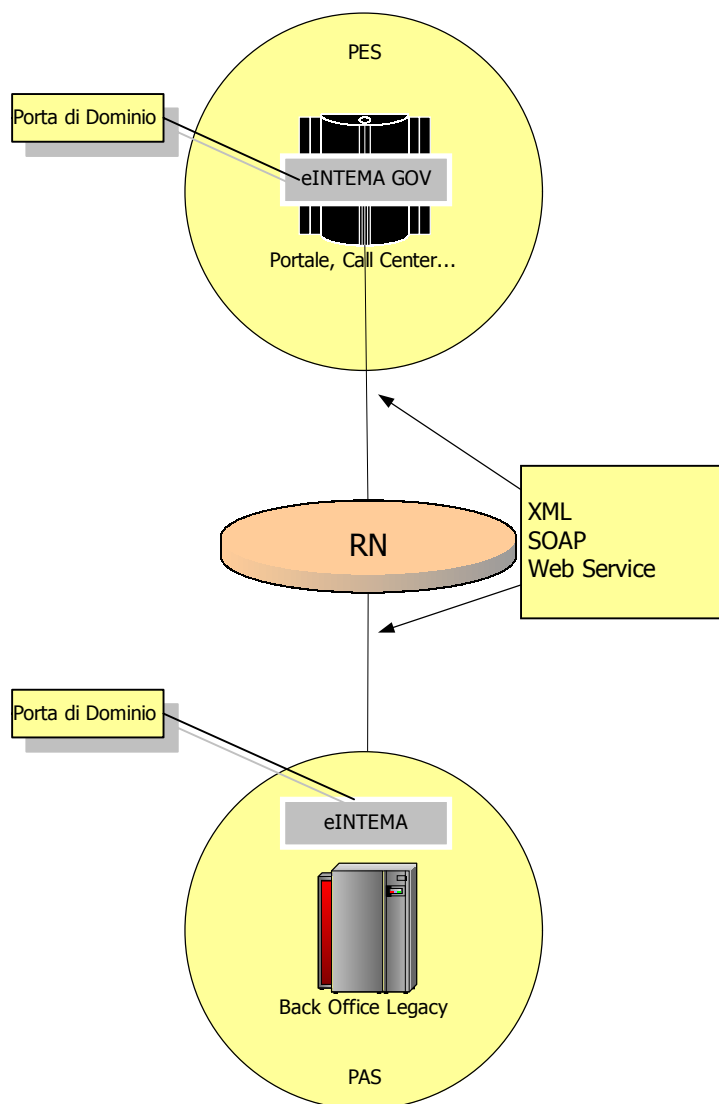 PES
Porta di Dominio
eINTEMA GOV
Portale, Call Center...
XML
SOAP
Web Service
RN
Porta di Dominio
eINTEMA
Back Office Legacy
PAS